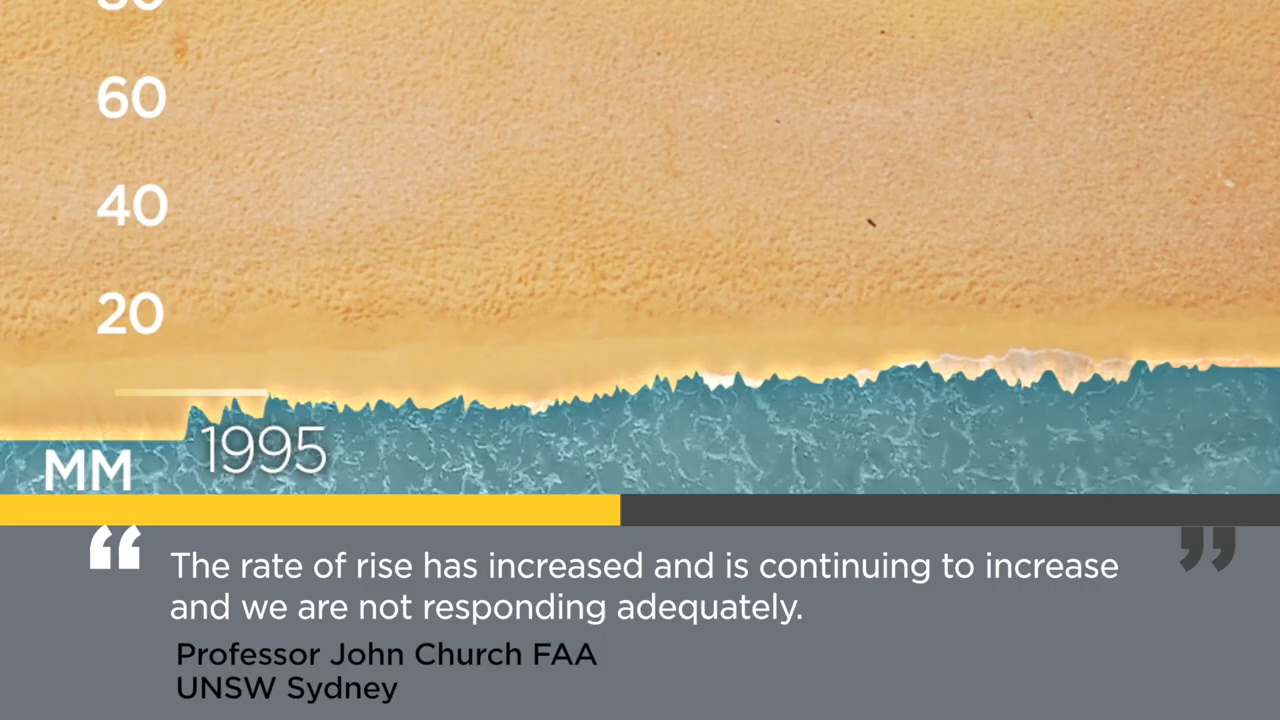 80
60
40
20
1995
MM
“ The rate of rise has increased and is continuing to increase ”
and we are not responding adequately.
Professor John Church FAA
UNSW Sydney